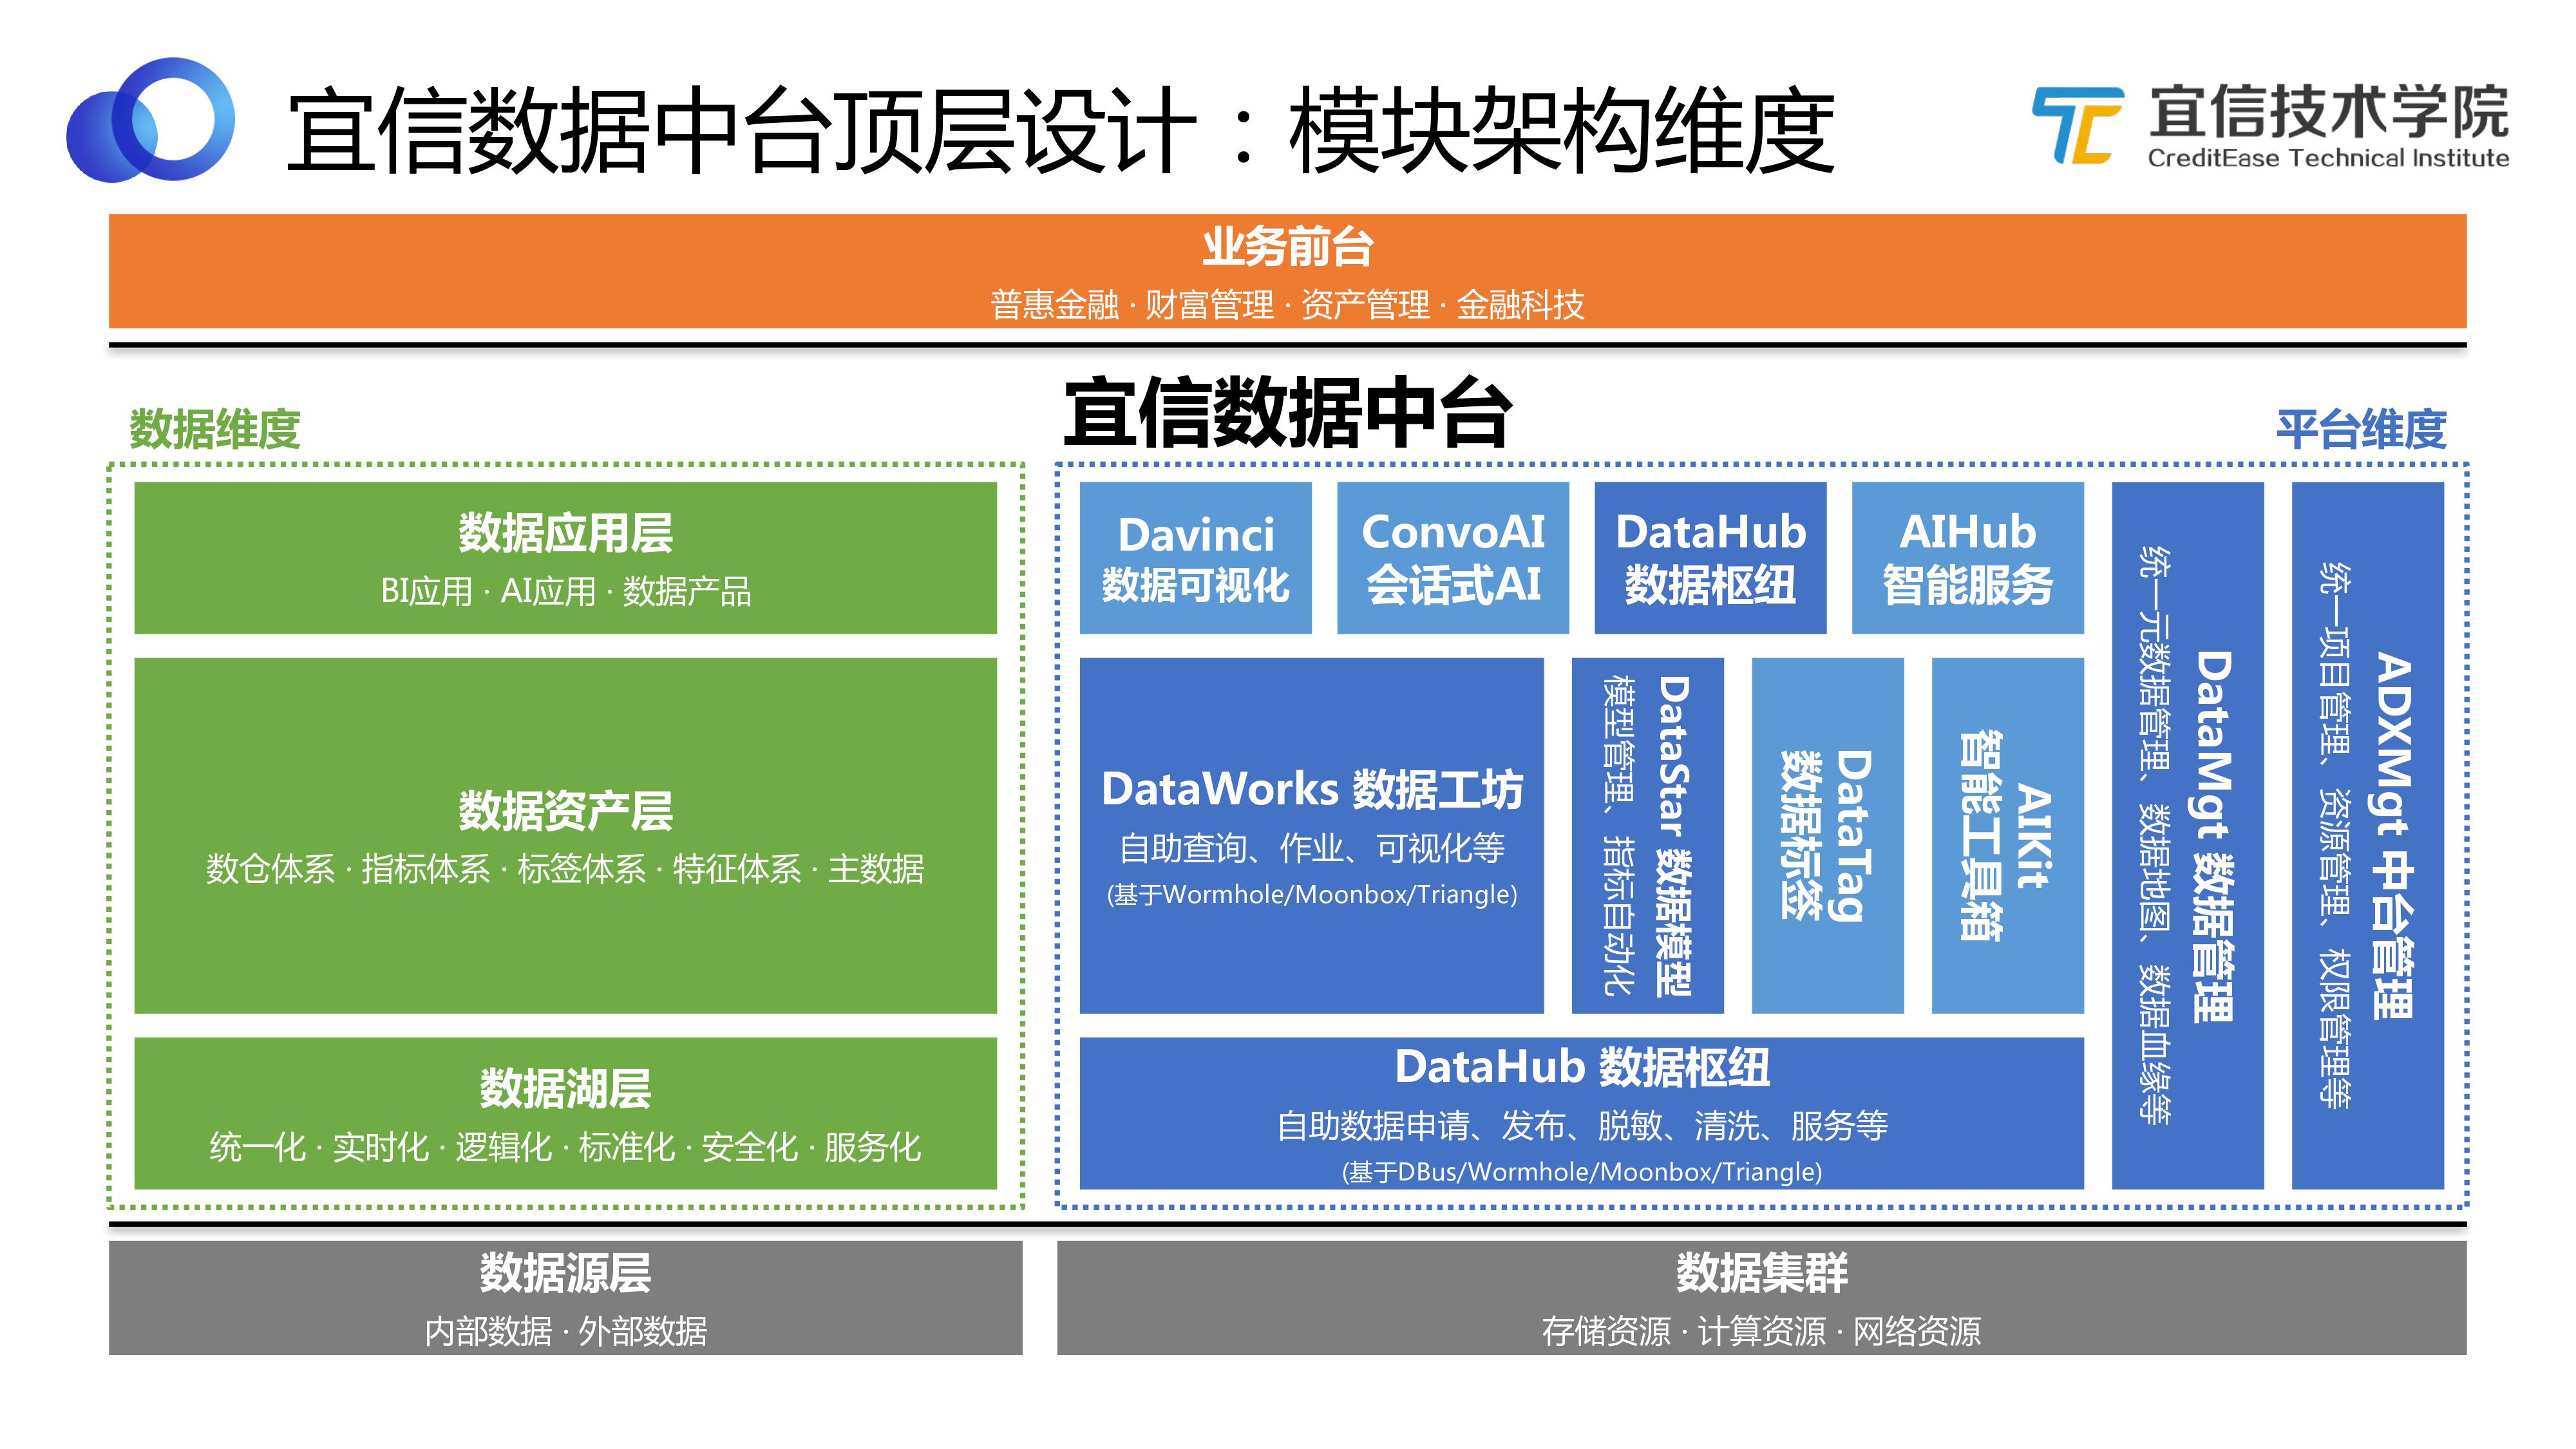 宜信数据中台顶层设计：模块架构维度
宜信技术学院
CreditEase Technical Institute
业务前台
普惠金融 · 财富管理 · 资产管理 · 金融科技
宜信数据中台
数据维度
数据应用层
BI应用 · AI应用 · 数据产品
数据资产层
数仓体系 · 指标体系 · 标签体系 · 特征体系 · 主数据
数据湖层
统一化 · 实时化 · 逻辑化 · 标准化 · 安全化 · 服务化
平台维度
Davinci
数据可视化
ConvoAI
会话式AI
DataHub
数据枢纽
AIHub
智能服务
DataWorks 数据工坊
自助查询、作业、可视化等
(基于Wormhole/Moonbox/Triangle)
DataStar 数据模型
模型管理、指标自动化
DataTag
数据标签
AIKit
智能工具箱
DataHub 数据枢纽
自助数据申请、发布、脱敏、清洗、服务等
(基于DBus/Wormhole/Moonbox/Triangle)
DataMgt 数据管理
统一元数据管理、数据地图、数据血缘等
ADXMgt 中台管理
统一项目管理、资源管理、权限管理等
数据源层
内部数据 · 外部数据
数据集群
存储资源 · 计算资源 · 网络资源